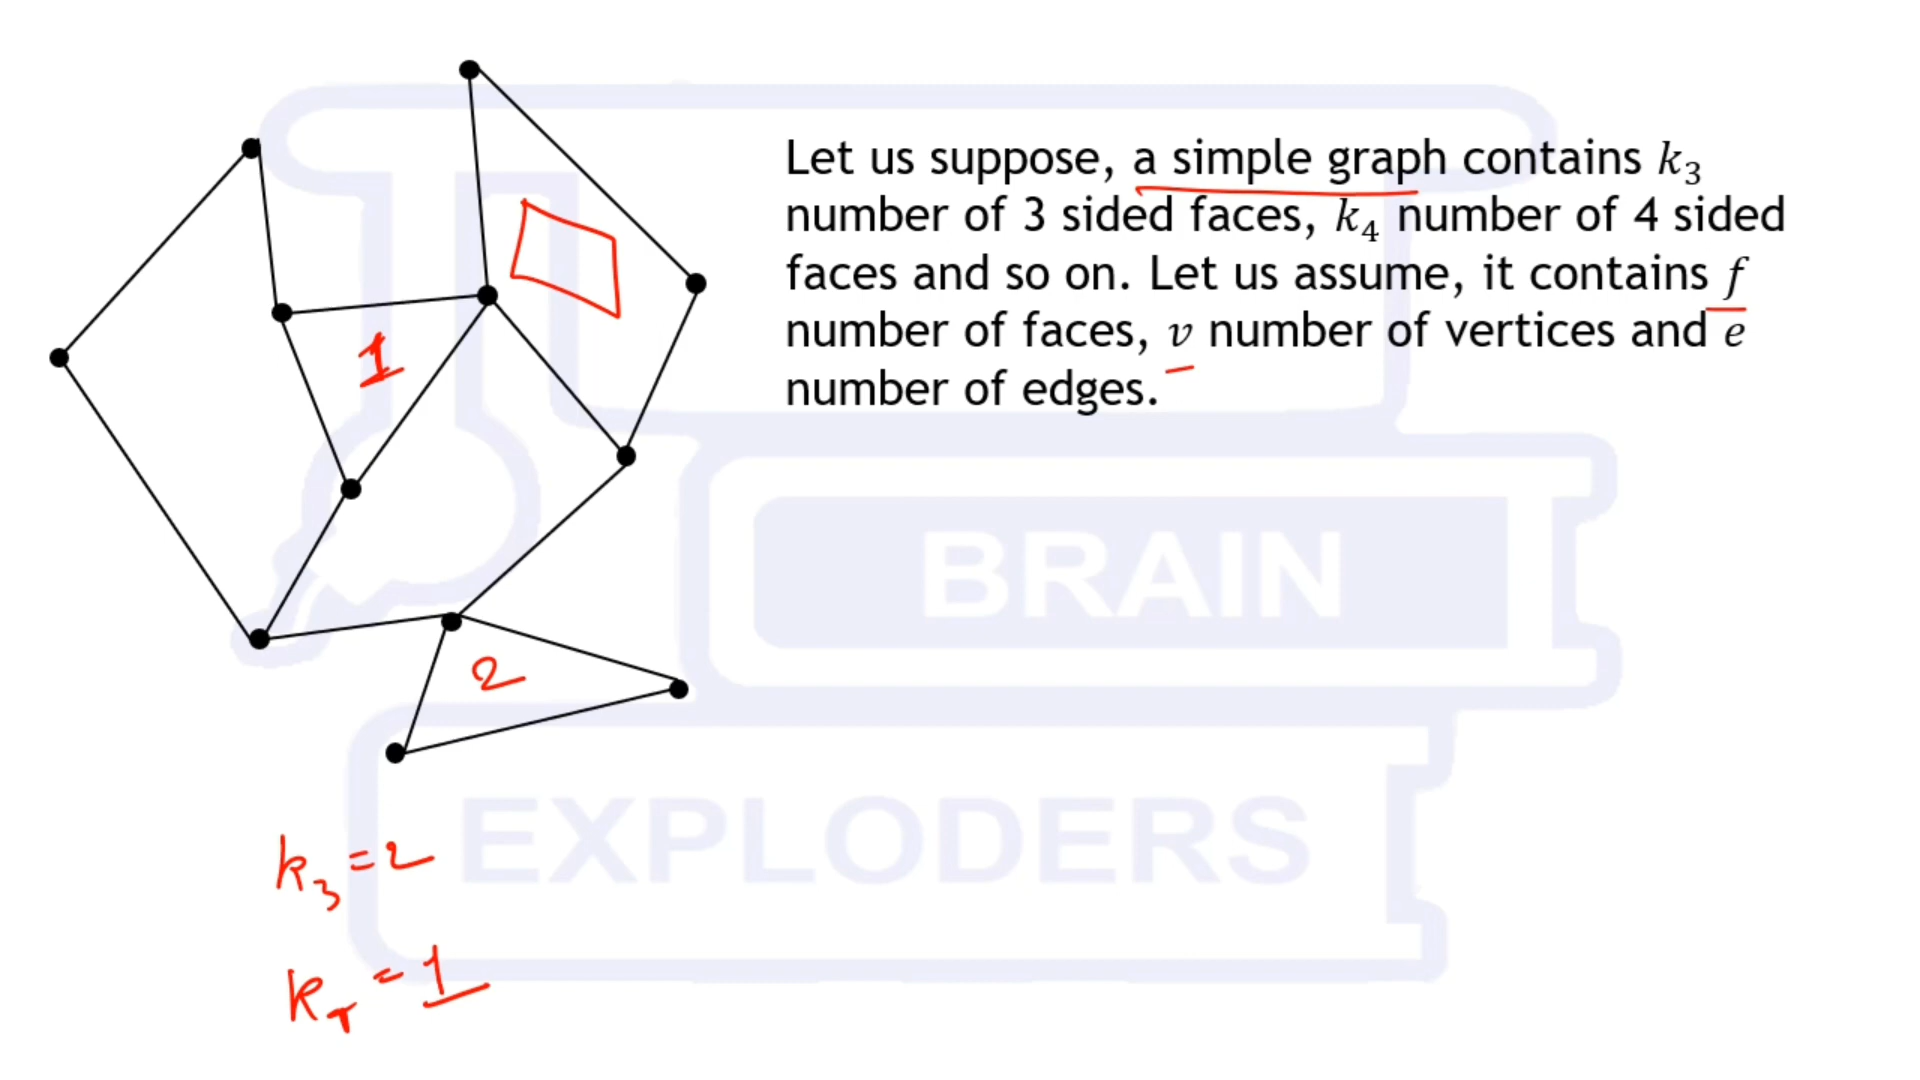 Let us suppose, a simple graph contains k₃
number of 3 sided faces, k₄ number of 4 sided
faces and so on. Let us assume, it contains f
number of faces, v number of vertices and e
number of edges.
1
2
BRAIN
EXPLODERS
k₃ = 2